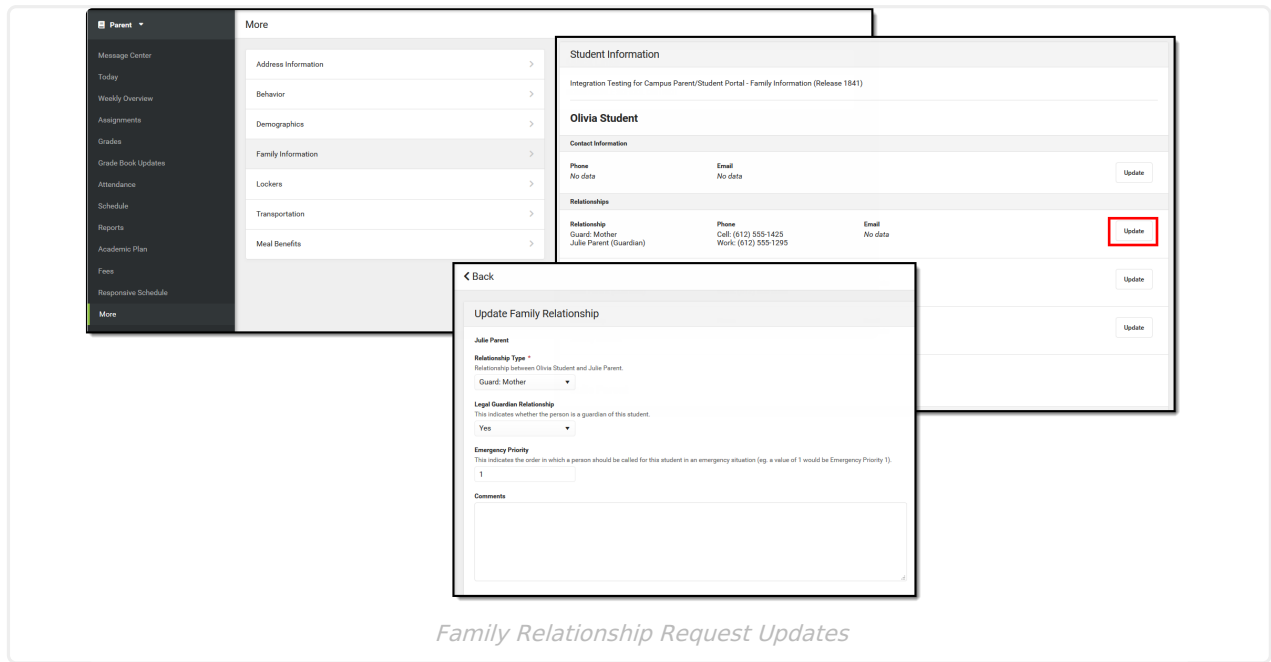 Parent
Message Center
Today
Weekly Overview
Assignments
Grades
Grade Book Updates
Attendance
Schedule
Reports
Academic Plan
Fees
Responsive Schedule
More
More
Address Information
Behavior
Demographics
Family Information
Lockers
Transportation
Meal Benefits
Student Information
Integration Testing for Campus Parent/Student Portal - Family Information (Release 1841)
Olivia Student
Contact Information
Phone Email
No data No data
Update
Relationships
Relationship Phone Email
Guard: Mother Cell: (612) 555-1425 No data
Julie Parent (Guardian) Work: (612) 555-1295
Update
Update
Update
Back
Update Family Relationship
Julie Parent
Relationship Type *
Relationship between Olivia Student and Julie Parent.
Guard: Mother
Legal Guardian Relationship
This indicates whether the person is a guardian of this student.
Yes
Emergency Priority
This indicates the order in which a person should be called for this student in an emergency situation (eg. a value of 1 would be Emergency Priority 1).
1
Comments
Family Relationship Request Updates